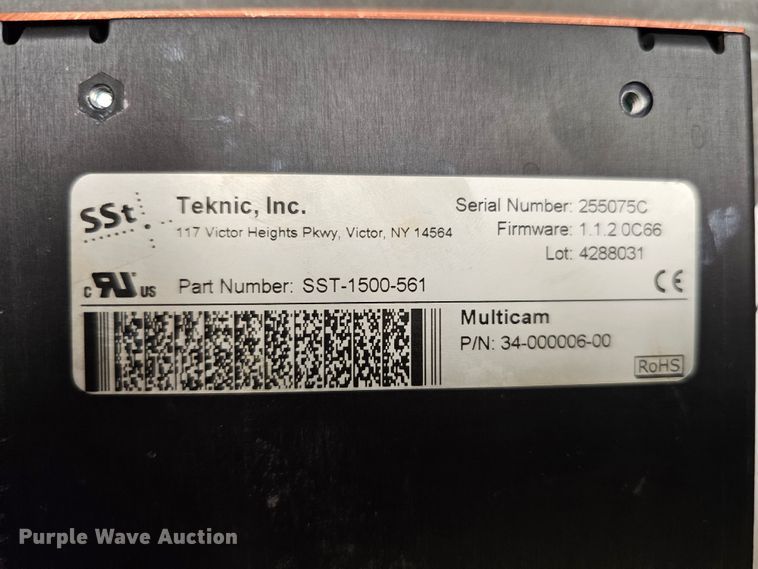 SSt
Teknic, Inc.
117 Victor Heights Pkwy, Victor, NY 14564
Serial Number: 255075C
Firmware: 1.1.2 0C66
Lot: 4288031
c RU US
Part Number: SST-1500-561
CE
Multicam
P/N: 34-000006-00
RoHS
Purple Wave Auction